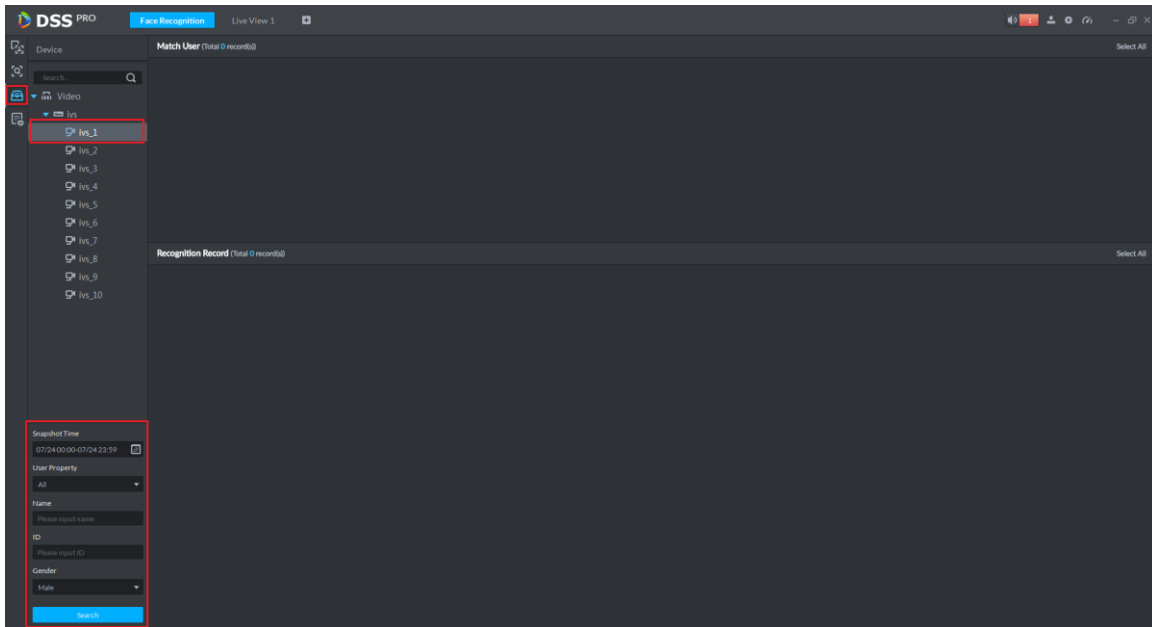 DSS PRO
Face Recognition
Live View 1
1
Device
Match User (Total 0 record(s))
Select All
Search..
Video
ivs
ivs_1
ivs_2
ivs_3
ivs_4
ivs_5
ivs_6
ivs_7
ivs_8
ivs_9
ivs_10
Recognition Record (Total 0 record(s))
Select All
Snapshot Time
07/24 00:00-07/24 23:59
User Property
All
Name
Please input name
ID
Please input ID
Gender
Male
Search